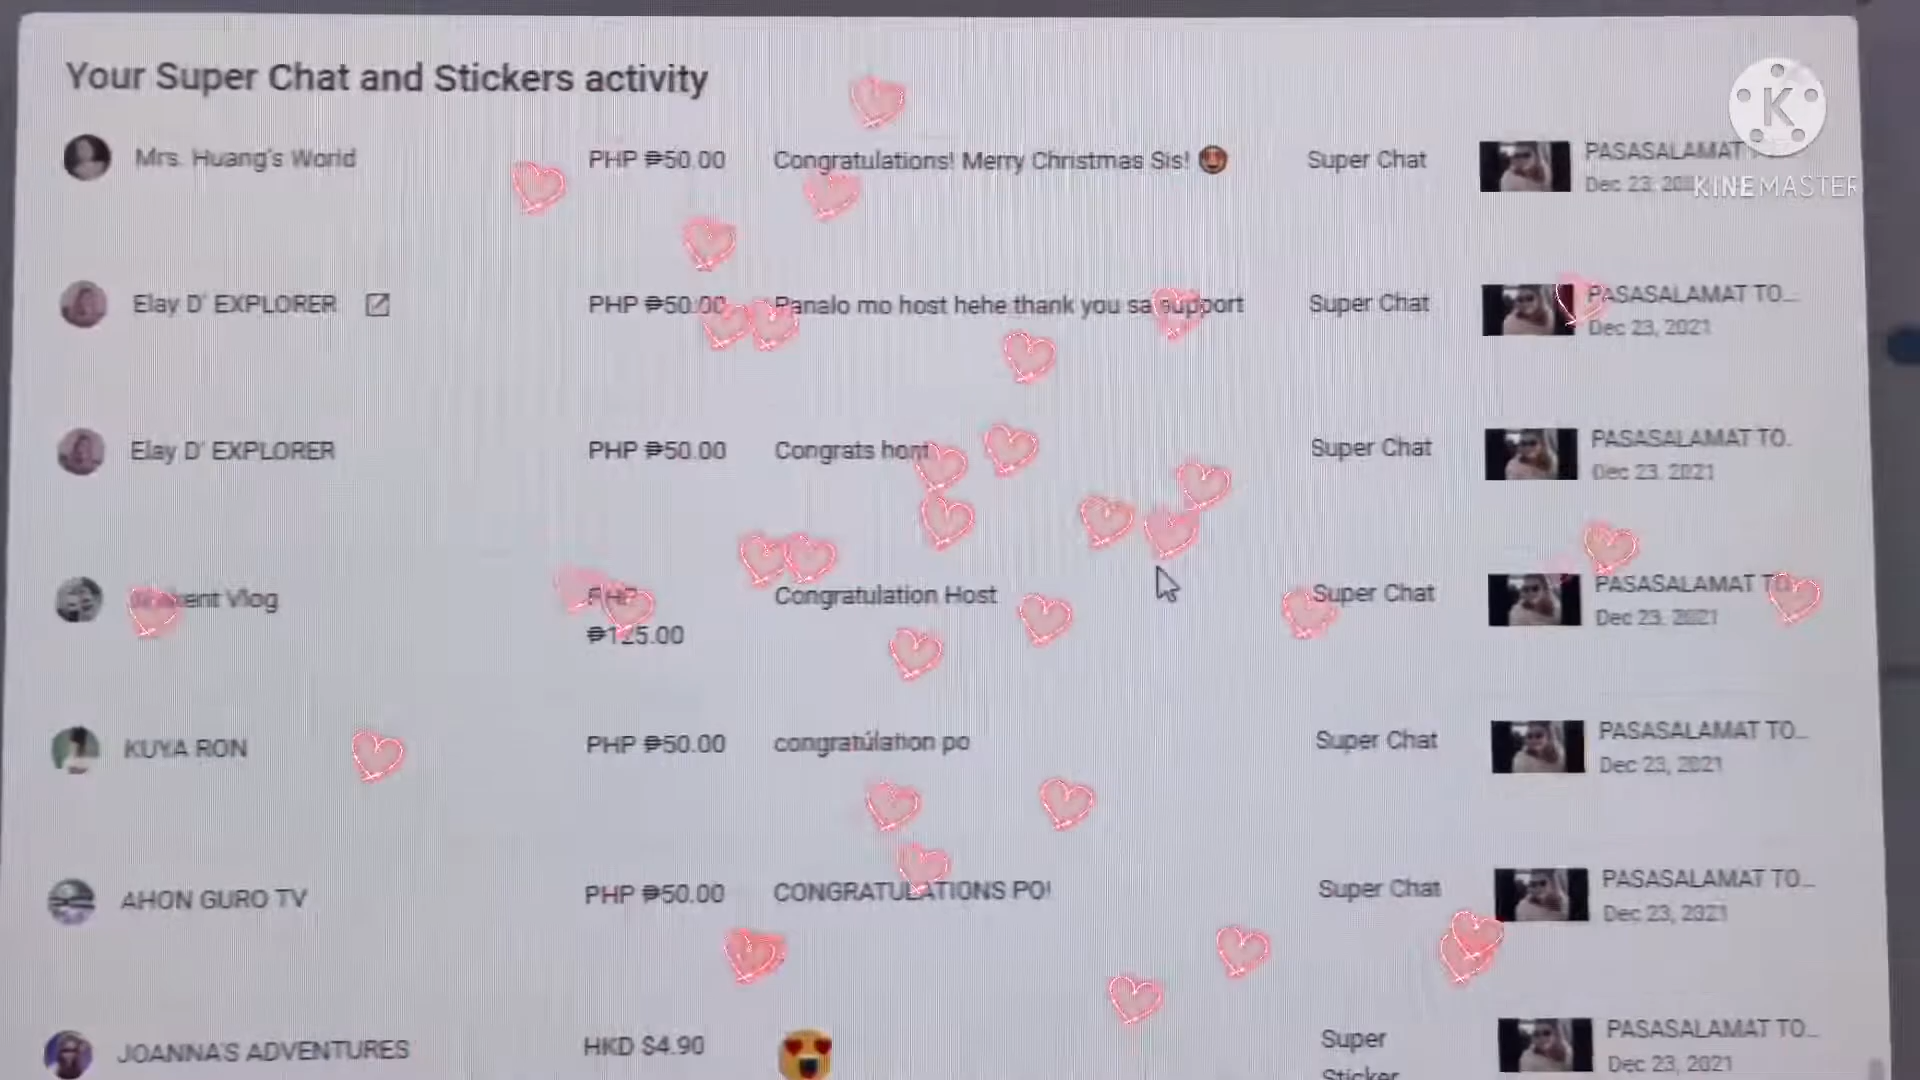 Your Super Chat and Stickers activity
Mrs. Huang's World PHP ₱50.00 Congratulations! Merry Christmas Sis! Super Chat PASASALAMAT
Dec 23,
K
KINEMASTER
Elay D' EXPLORER PHP ₱50.00 Panalo mo host hehe thank you sa support Super Chat PASASALAMAT TO...
Dec 23, 2021
Elay D' EXPLORER PHP ₱50.00 Congrats Super Chat PASASALAMAT TO...
Dec 23, 2021
Vlog PHP Congratulation Host Super Chat PASASALAMAT TO
₱125.00 Dec 23, 2021
KUYA RON PHP ₱50.00 congratulation po Super Chat PASASALAMAT TO...
Dec 23, 2021
AHON GURO TV PHP ₱50.00 CONGRATULATIONS PO! Super Chat PASASALAMAT TO...
Dec 23, 2021
JOANNA'S ADVENTURES HKD $4.90 Super PASASALAMAT TO...
Sticker Dec 23, 2021